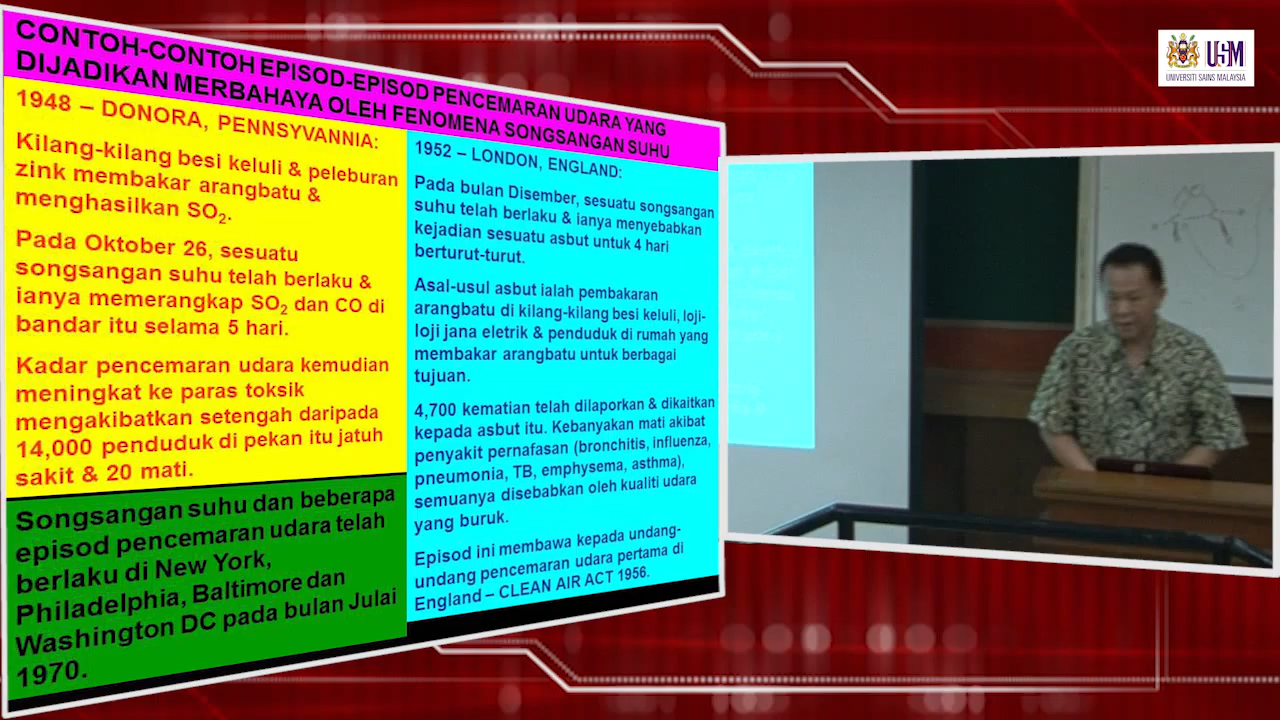 CONTOH-CONTOH EPISOD-EPISOD PENCEMARAN UDARA YANG
DIJADIKAN MERBAHAYA OLEH FENOMENA SONGSANGAN SUHU
1948 – DONORA, PENNSYVANNIA:
Kilang-kilang besi keluli & peleburan
zink membakar arangbatu &
menghasilkan SO₂.
Pada Oktober 26, sesuatu
songsangan suhu telah berlaku &
ianya memerangkap SO₂ dan CO di
bandar itu selama 5 hari.
Kadar pencemaran udara kemudian
meningkat ke paras toksik
mengakibatkan setengah daripada
14,000 penduduk di pekan itu jatuh
sakit & 20 mati.
Songsangan suhu dan beberapa
episod pencemaran udara telah
berlaku di New York,
Philadelphia, Baltimore dan
Washington DC pada bulan Julai
1970.
1952 – LONDON, ENGLAND:
Pada bulan Disember, sesuatu songsangan
suhu telah berlaku & ianya menyebabkan
kejadian sesuatu asbut untuk 4 hari
berturut-turut.
Asal-usul asbut ialah pembakaran
arangbatu di kilang-kilang besi keluli, loji-
loji jana eletrik & penduduk di rumah yang
membakar arangbatu untuk berbagai
tujuan.
4,700 kematian telah dilaporkan & dikaitkan
kepada asbut itu. Kebanyakan mati akibat
penyakit pernafasan (bronchitis, influenza,
pneumonia, TB, emphysema, asthma),
semuanya disebabkan oleh kualiti udara
yang buruk.
Episod ini membawa kepada undang-
undang pencemaran udara pertama di
England – CLEAN AIR ACT 1956.
USM
UNIVERSITI SAINS MALAYSIA